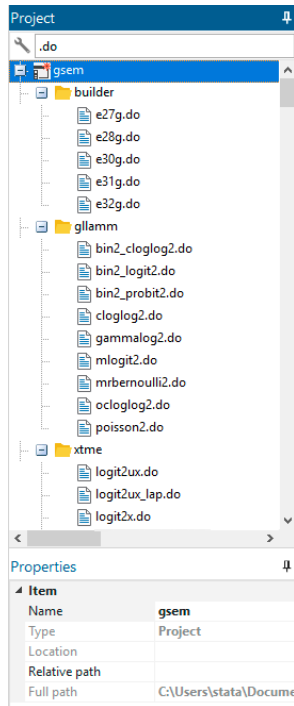 Project
.do
gsem
builder
e27g.do
e28g.do
e30g.do
e31g.do
e32g.do
gllamm
bin2_cloglog2.do
bin2_logit2.do
bin2_probit2.do
cloglog2.do
gammalog2.do
mlogit2.do
mrbernoulli2.do
ocloglog2.do
poisson2.do
xtme
logit2ux.do
logit2ux_lap.do
logit2x.do
Properties
Item
Name gsem
Type Project
Location
Relative path
Full path C:\Users\stata\Docume